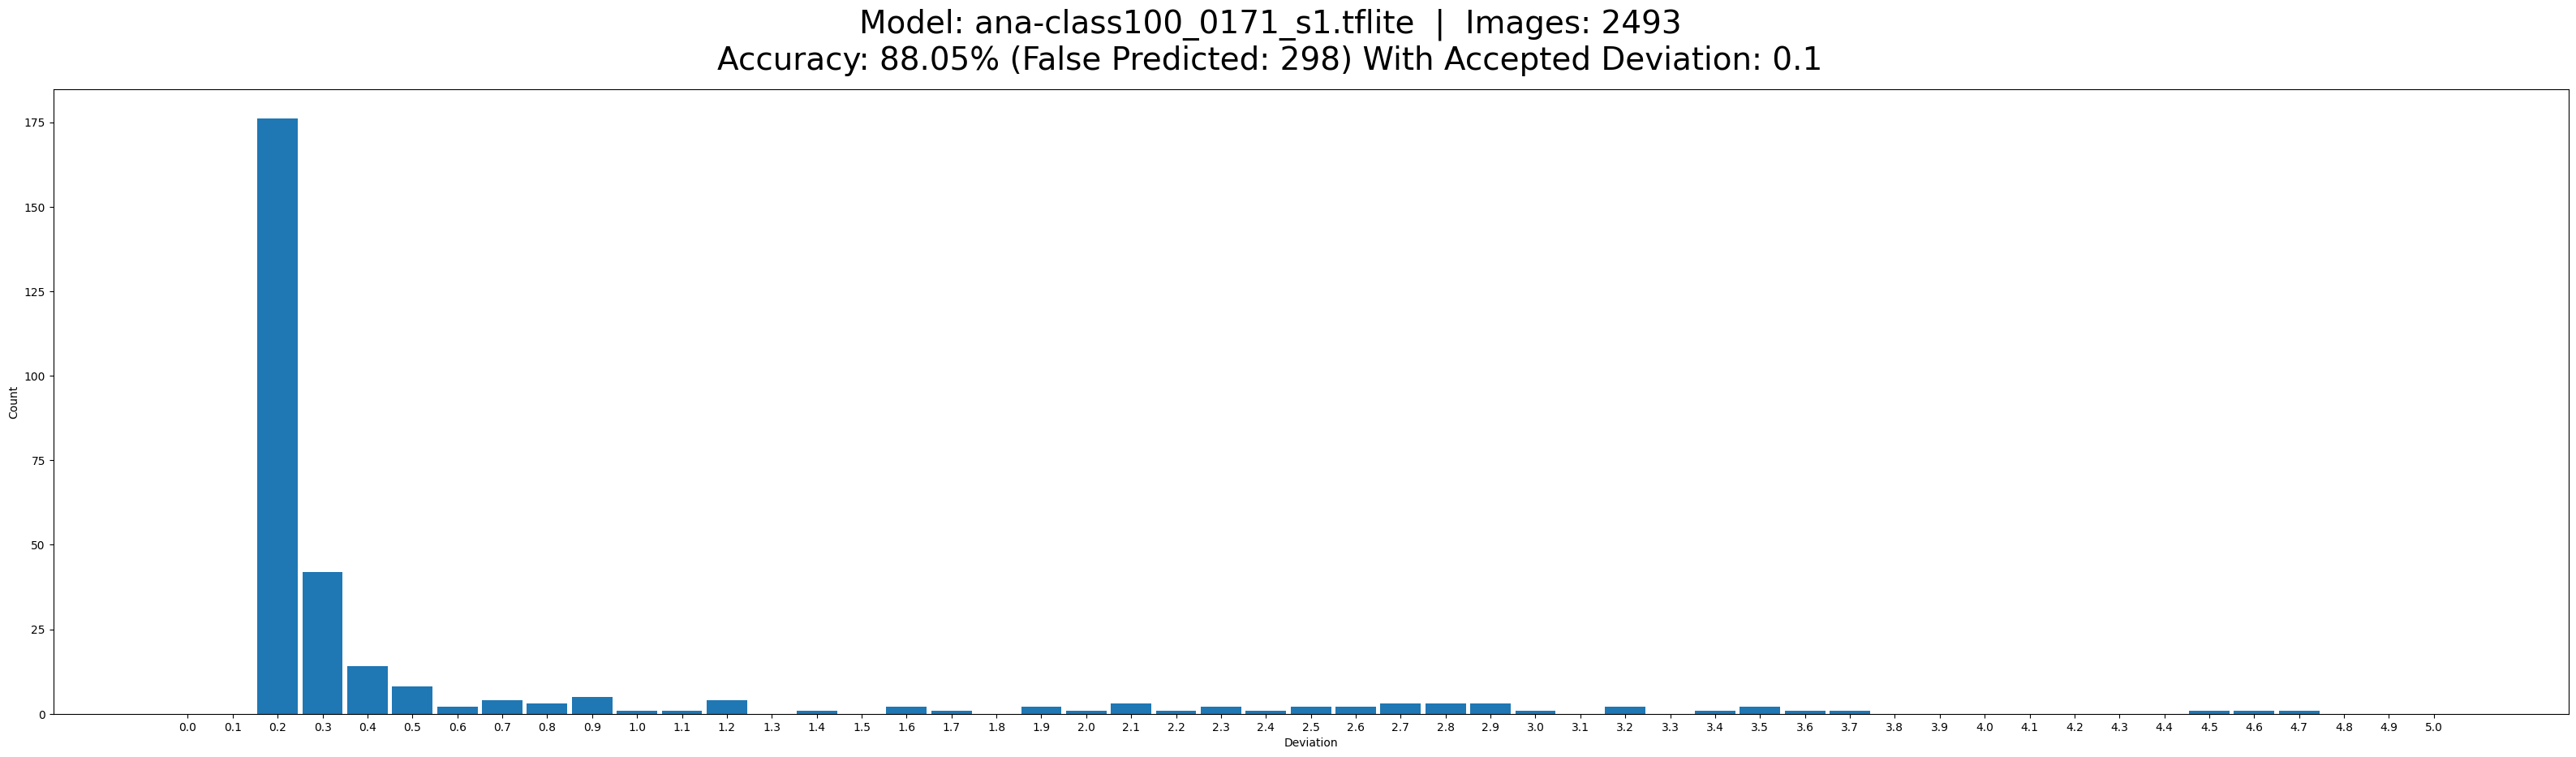 Model: ana-class100_0171_s1.tflite | Images: 2493
Accuracy: 88.05% (False Predicted: 298) With Accepted Deviation: 0.1
175
150
125
100
75
50
25
0
Count
0.0 0.1 0.2 0.3 0.4 0.5 0.6 0.7 0.8 0.9 1.0 1.1 1.2 1.3 1.4 1.5 1.6 1.7 1.8 1.9 2.0 2.1 2.2 2.3 2.4 2.5 2.6 2.7 2.8 2.9 3.0 3.1 3.2 3.3 3.4 3.5 3.6 3.7 3.8 3.9 4.0 4.1 4.2 4.3 4.4 4.5 4.6 4.7 4.8 4.9 5.0
Deviation